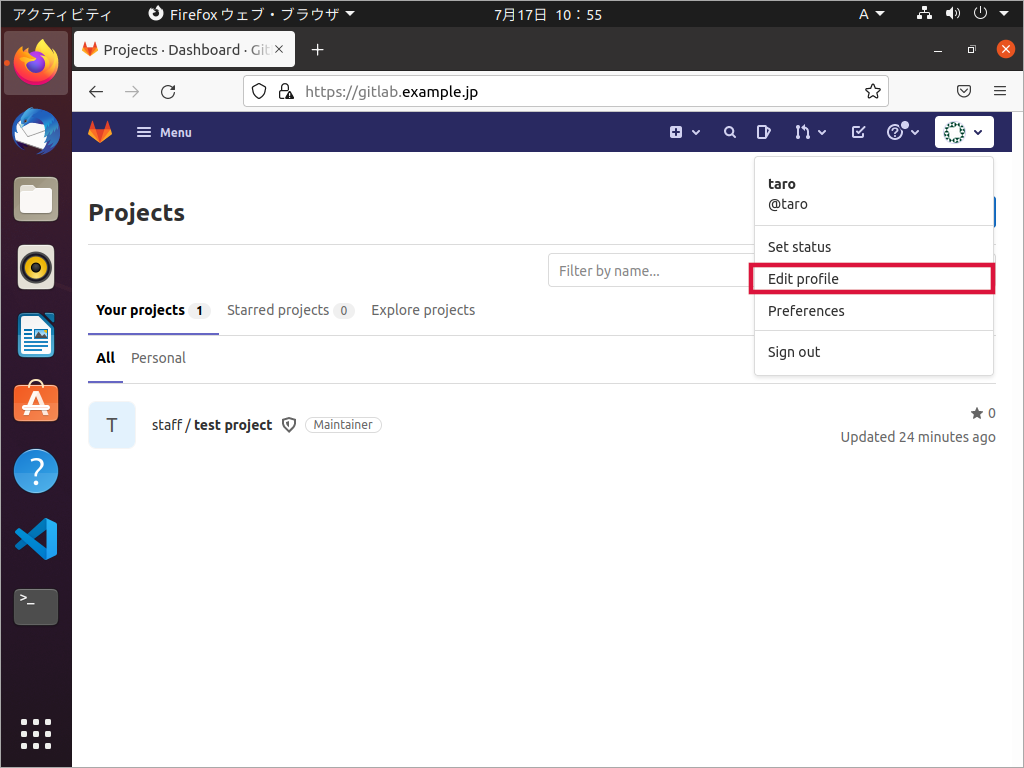 アクティビティ Firefox ウェブ・ブラウザ 7月17日 10：55 A
Projects · Dashboard · Git
https://gitlab.example.jp
Menu
taro
@taro
Projects
Set status
Filter by name...
Edit profile
Your projects 1 Starred projects 0 Explore projects
Preferences
All Personal
Sign out
T staff / test project Maintainer
0
Updated 24 minutes ago
?
>_